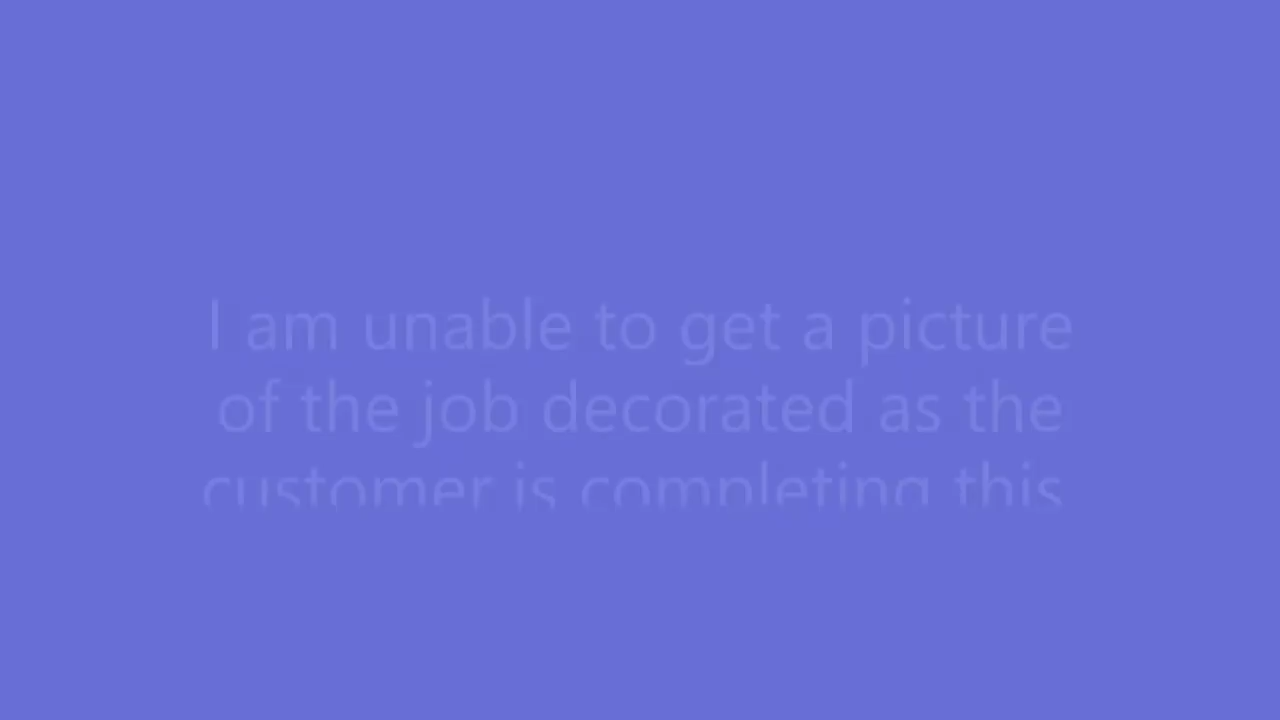 I am unable to get a picture
of the job decorated as the
customer is completing this